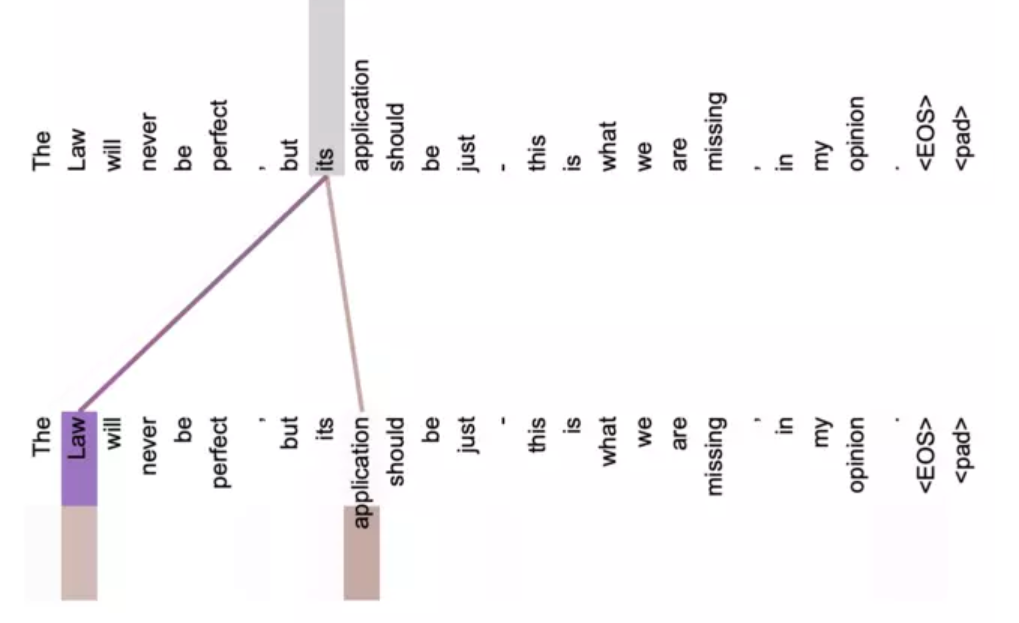 The Law will never be perfect , but its application should be just - this is what we are missing , in my opinion . <EOS> <pad>
The Law will never be perfect , but its application should be just - this is what we are missing , in my opinion . <EOS> <pad>